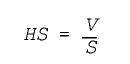 HS = V/S